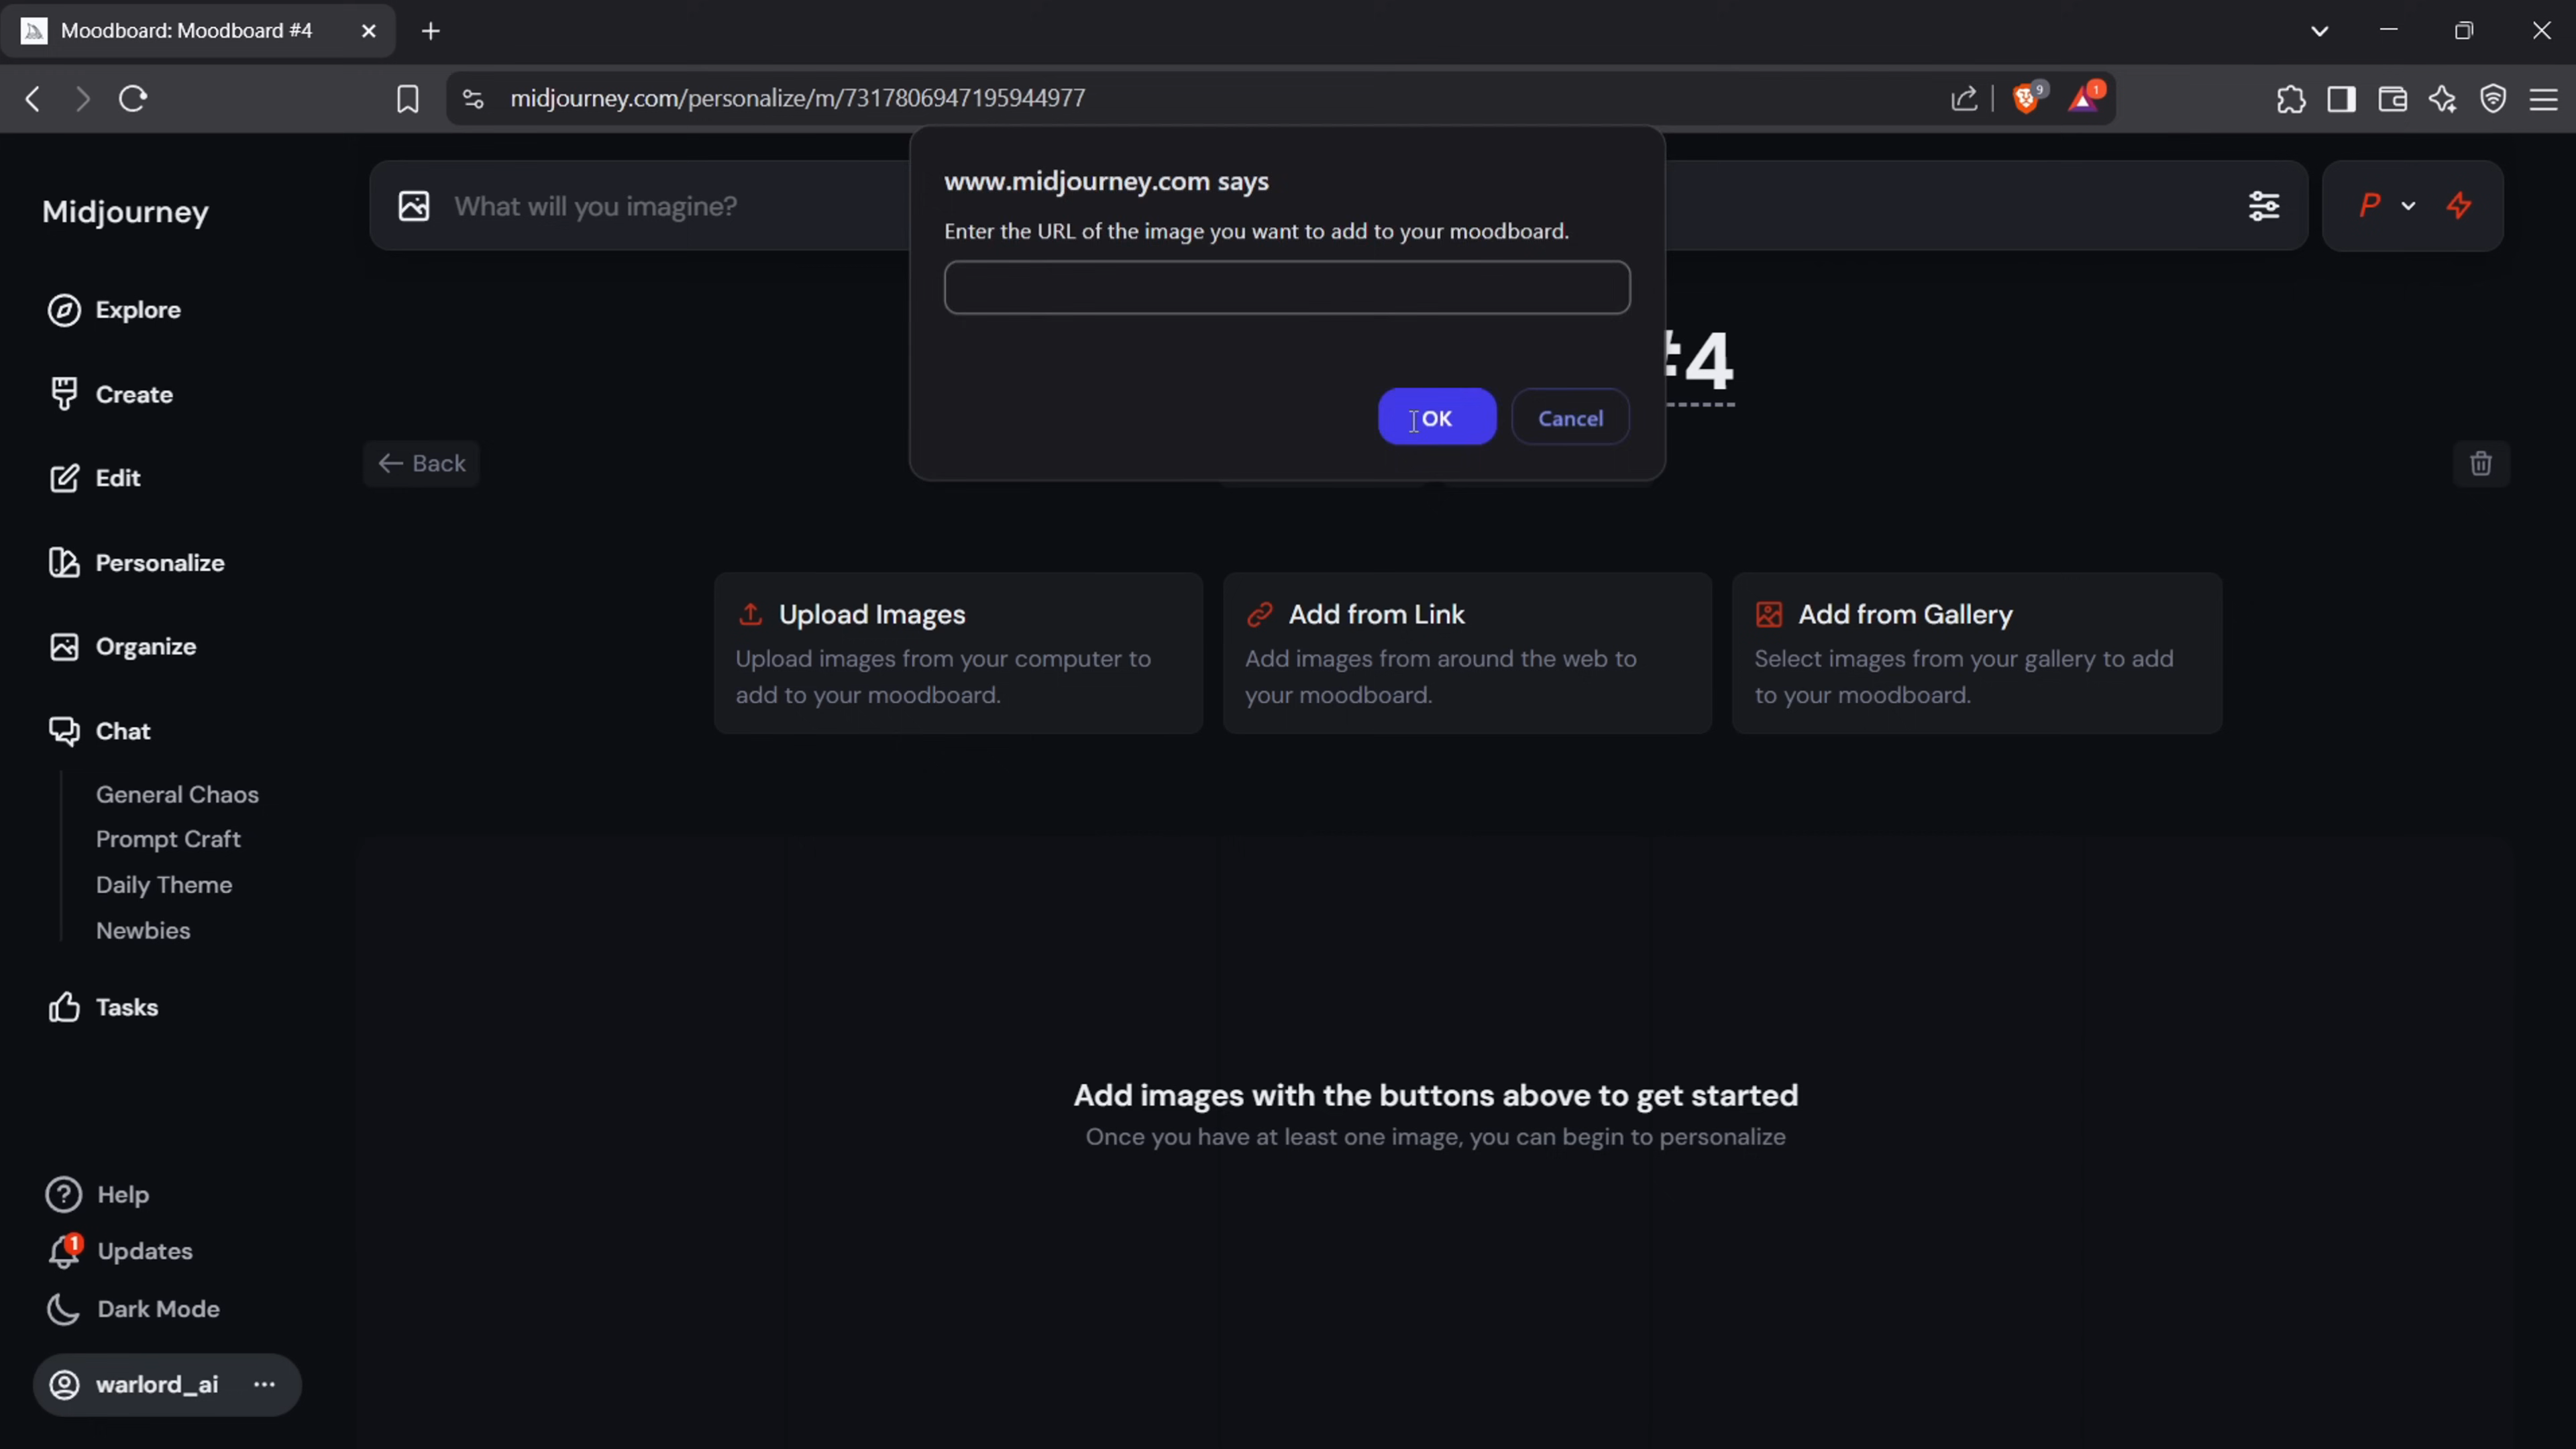 Moodboard: Moodboard #4
midjourney.com/personalize/m/7317806947195944977
9
1
Midjourney
What will you imagine?
P
www.midjourney.com says
Enter the URL of the image you want to add to your moodboard.
OK
Cancel
#4
Back
Explore
Create
Edit
Personalize
Organize
Chat
General Chaos
Prompt Craft
Daily Theme
Newbies
Tasks
Upload Images
Upload images from your computer to
add to your moodboard.
Add from Link
Add images from around the web to
your moodboard.
Add from Gallery
Select images from your gallery to add
to your moodboard.
Add images with the buttons above to get started
Once you have at least one image, you can begin to personalize
Help
1
Updates
Dark Mode
warlord_ai